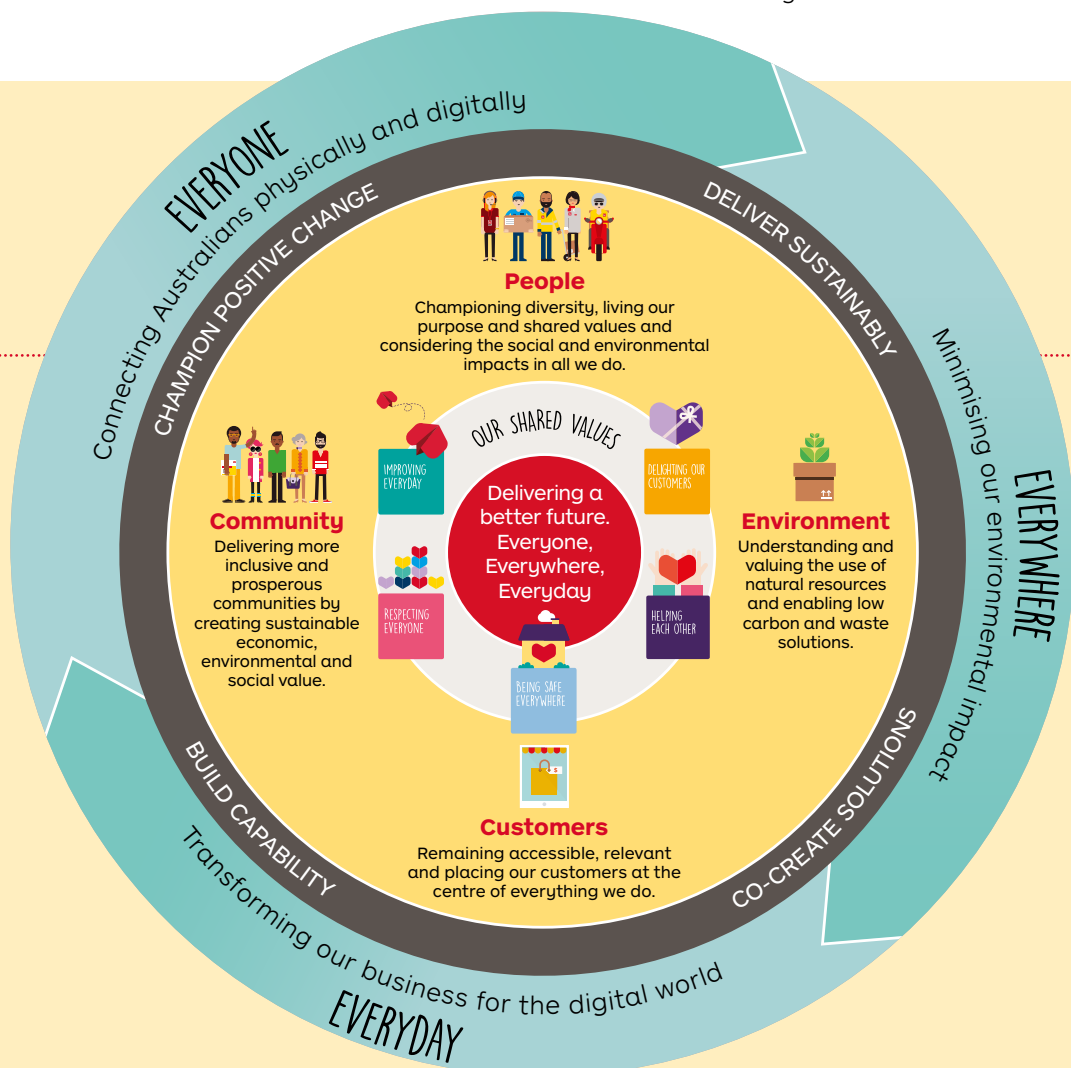 EVERYONE
Connecting Australians physically and digitally
CHAMPION POSITIVE CHANGE
DELIVER SUSTAINABLY
Minimising our environmental impact
EVERYWHERE
People
Championing diversity, living our
purpose and shared values and
considering the social and environmental
impacts in all we do.
OUR SHARED VALUES
IMPROVING
EVERYDAY
DELIGHTING OUR
CUSTOMERS
Delivering a
better future.
Everyone,
Everywhere,
Everyday
RESPECTING
EVERYONE
HELPING
EACH OTHER
BEING SAFE
EVERYWHERE
Community
Delivering more
inclusive and
prosperous
communities by
creating sustainable
economic,
environmental and
social value.
Environment
Understanding and
valuing the use of
natural resources
and enabling low
carbon and waste
solutions.
$
Customers
Remaining accessible, relevant
and placing our customers at the
centre of everything we do.
BUILD CAPABILITY
CO-CREATE SOLUTIONS
Transforming our business for the digital world
EVERYDAY